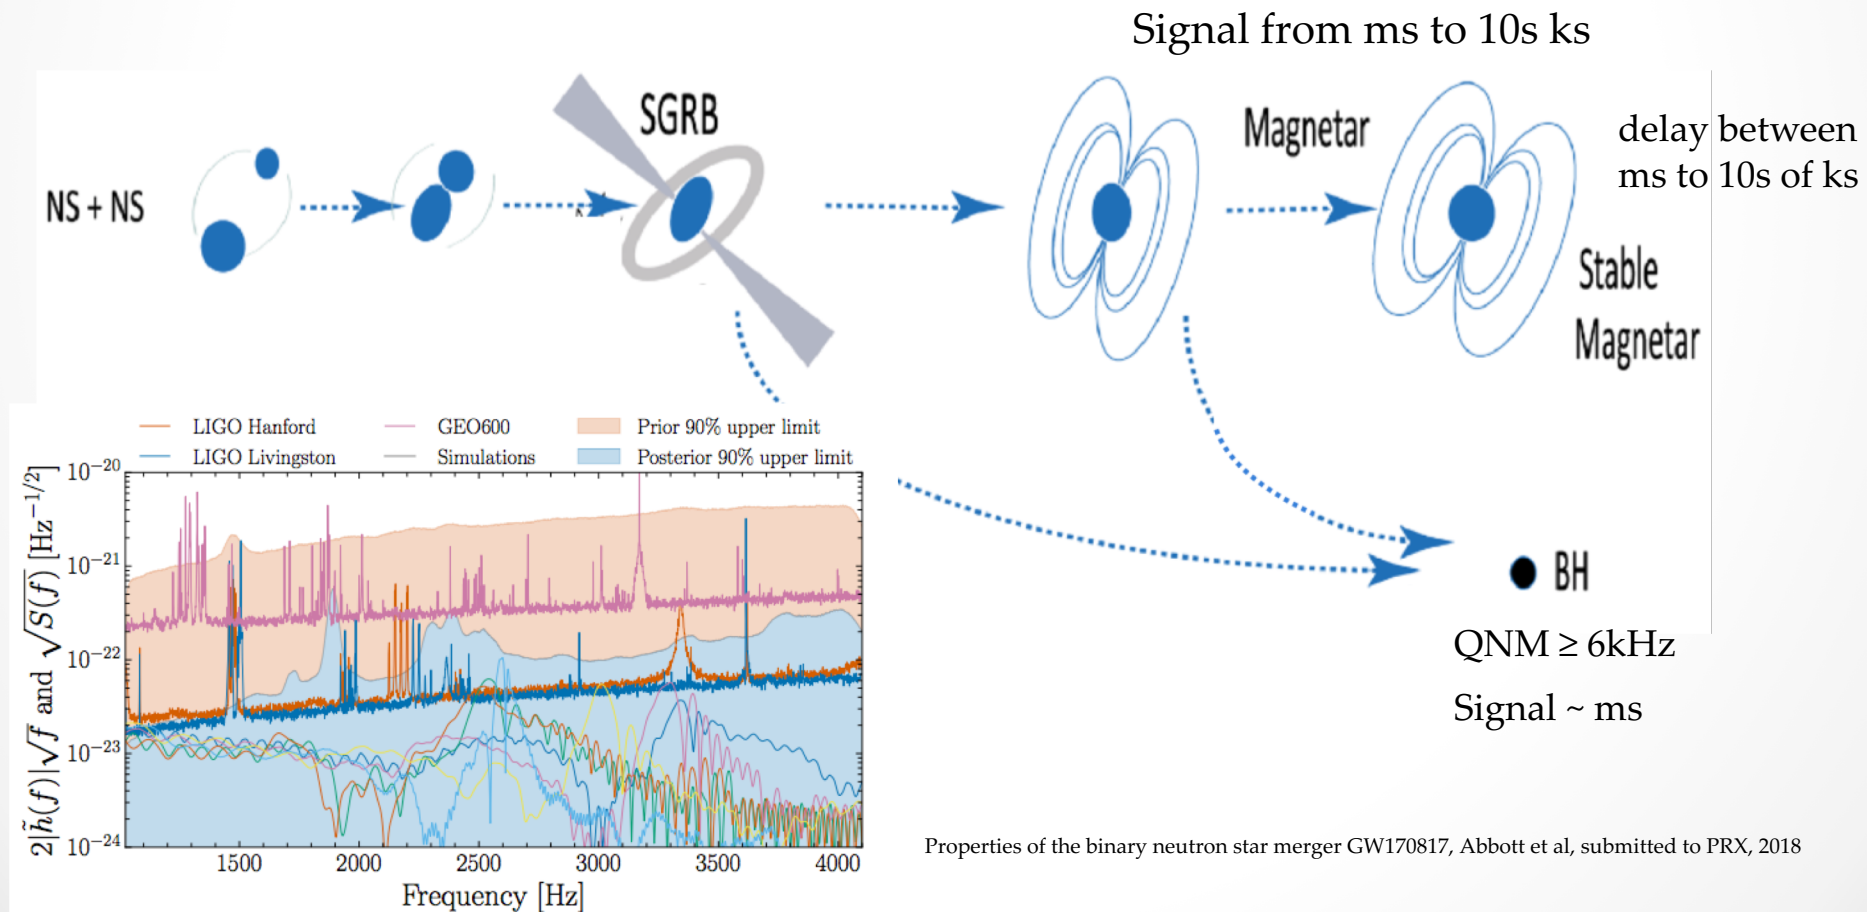 Signal from ms to 10s ks
SGRB
Magnetar
delay between
ms to 10s of ks
NS + NS
Stable
Magnetar
LIGO Hanford
GEO600
Prior 90% upper limit
LIGO Livingston
Simulations
Posterior 90% upper limit
10⁻²⁰
10⁻²¹
10⁻²²
10⁻²³
10⁻²⁴
2|h̃(f)|√f and √S(f) [Hz⁻¹/²]
1500 2000 2500 3000 3500 4000
Frequency [Hz]
BH
QNM ≥ 6kHz
Signal ~ ms
Properties of the binary neutron star merger GW170817, Abbott et al, submitted to PRX, 2018